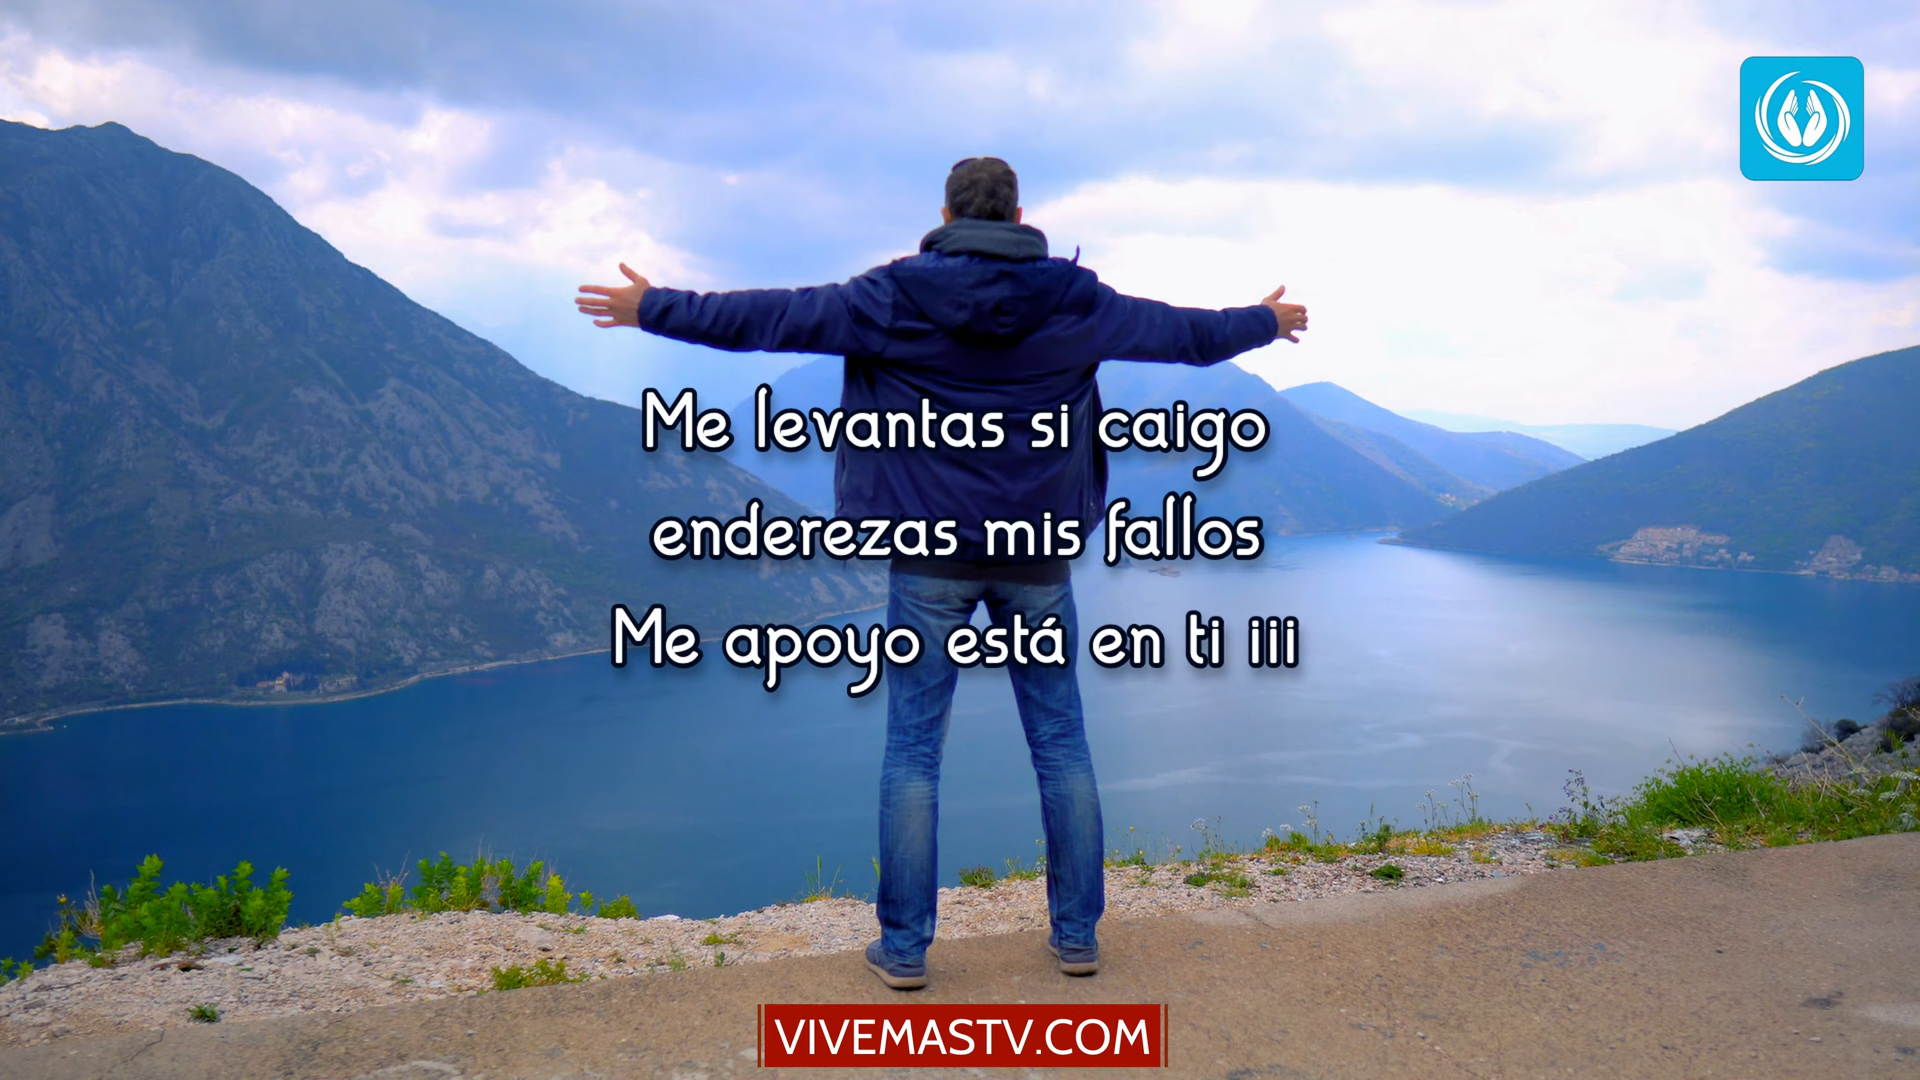 Me levantas si caigo
enderezas mis fallos
Me apoyo está en ti iii
VIVEMASTV.COM